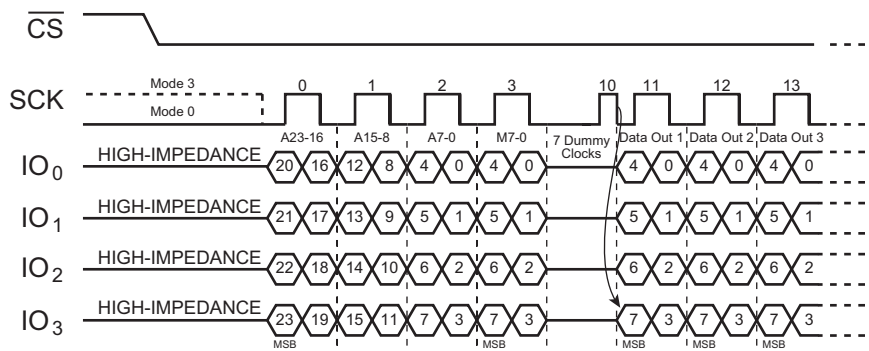 CS
Mode 3
SCK
Mode 0
0 1 2 3 10 11 12 13
A23-16 A15-8 A7-0 M7-0 7 Dummy Clocks Data Out 1 Data Out 2 Data Out 3
IO0 HIGH-IMPEDANCE 20 16 12 8 4 0 4 0 4 0 4 0 4 0
IO1 HIGH-IMPEDANCE 21 17 13 9 5 1 5 1 5 1 5 1 5 1
IO2 HIGH-IMPEDANCE 22 18 14 10 6 2 6 2 6 2 6 2 6 2
IO3 HIGH-IMPEDANCE 23 19 15 11 7 3 7 3 7 3 7 3 7 3
MSB MSB MSB MSB MSB